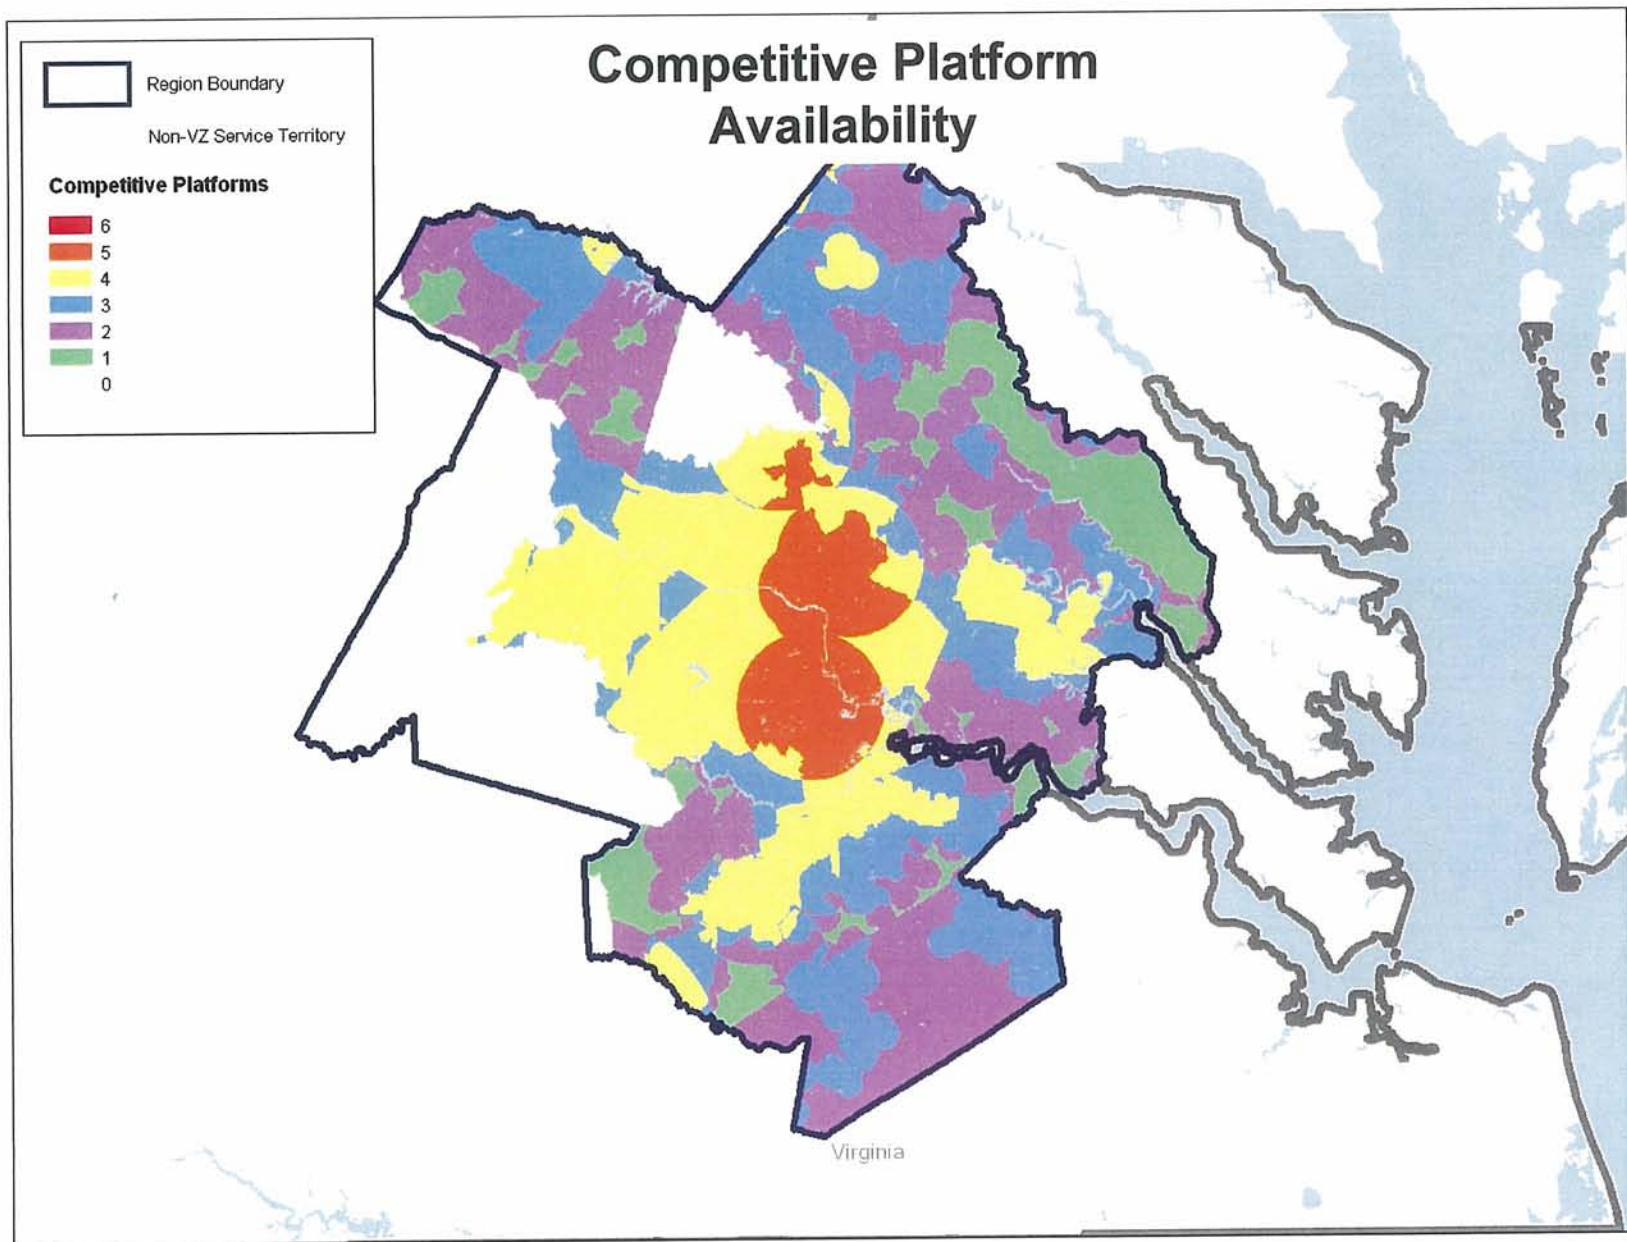 Competitive Platform
Availability
Region Boundary
Non-VZ Service Territory
Competitive Platforms
6
5
4
3
2
1
0
Virginia